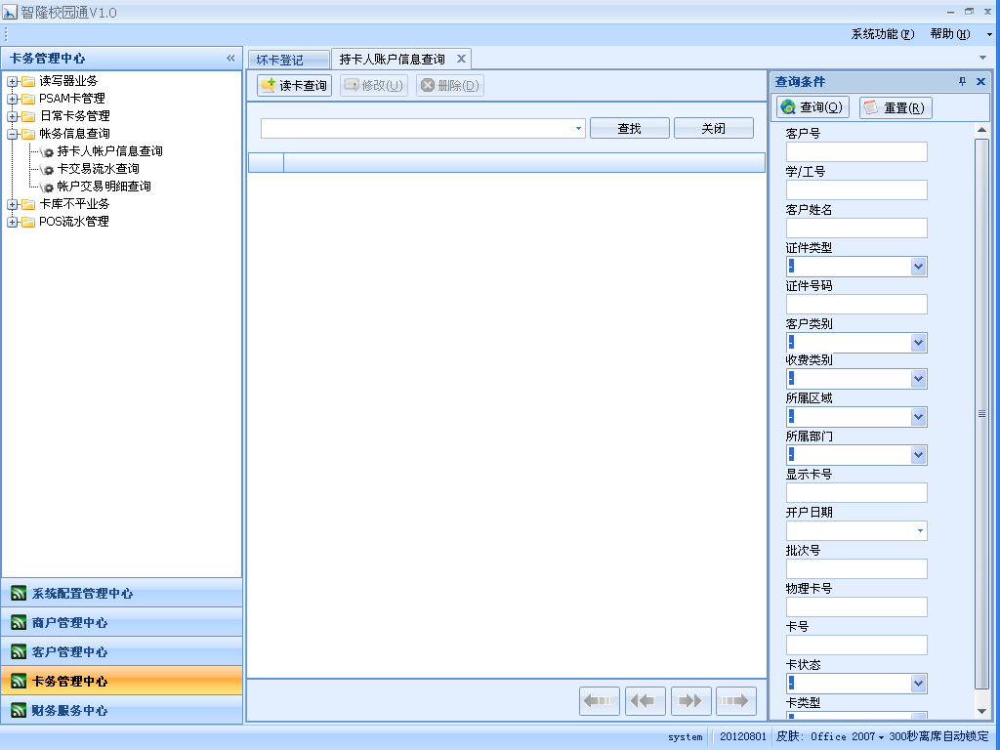 智隆校园通V1.0
系统功能(F) 帮助(H)
卡务管理中心
读写器业务
PSAM卡管理
日常卡务管理
帐务信息查询
持卡人帐户信息查询
卡交易流水查询
帐户交易明细查询
卡库不平业务
POS流水管理
系统配置管理中心
商户管理中心
客户管理中心
卡务管理中心
财务服务中心
坏卡登记 持卡人账户信息查询
读卡查询 修改(U) 删除(D)
查找 关闭
查询条件
查询(Q) 重置(R)
客户号
学/工号
客户姓名
证件类型
证件号码
客户类别
收费类别
所属区域
所属部门
显示卡号
开户日期
批次号
物理卡号
卡号
卡状态
卡类型
system 20120801 皮肤: Office 2007 300秒离席自动锁定